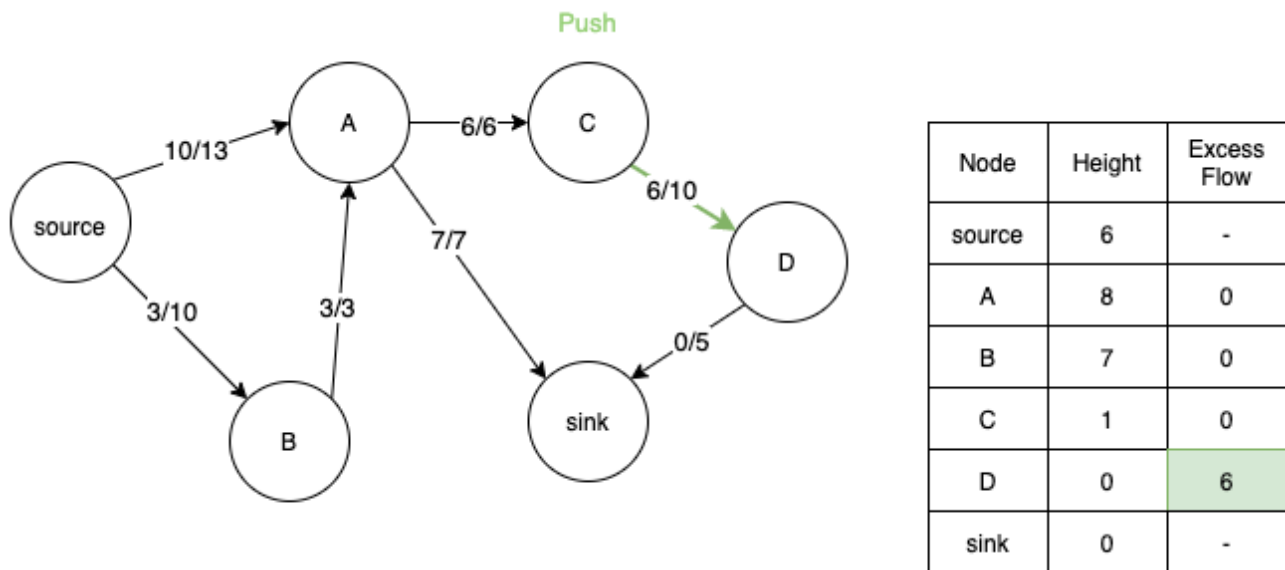 Push
A
C
6/6
10/13
source
6/10
7/7
D
3/10
3/3
0/5
B
sink
Node Height Excess Flow
source 6 -
A 8 0
B 7 0
C 1 0
D 0 6
sink 0 -